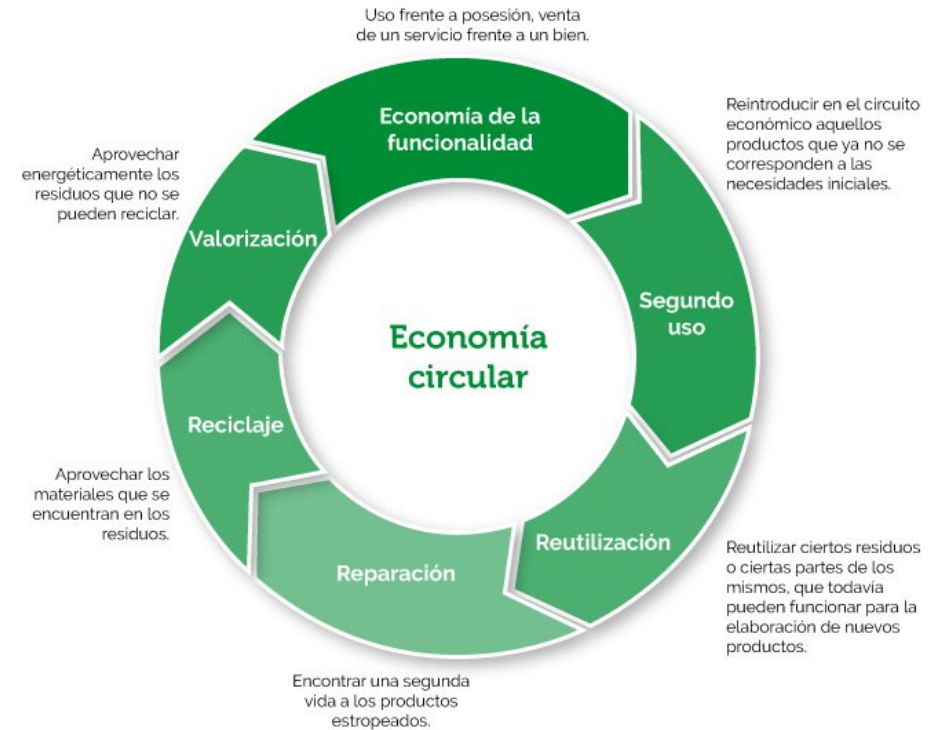 Uso frente a posesión, venta
de un servicio frente a un bien.
Economía de la
funcionalidad
Reintroducir en el circuito
económico aquellos
productos que ya no se
corresponden a las
necesidades iniciales.
Segundo
uso
Reutilización
Reutilizar ciertos residuos
o ciertas partes de los
mismos, que todavía
pueden funcionar para la
elaboración de nuevos
productos.
Reparación
Encontrar una segunda
vida a los productos
estropeados.
Reciclaje
Aprovechar los
materiales que se
encuentran en los
residuos.
Valorización
Aprovechar
energéticamente los
residuos que no se
pueden reciclar.
Economía
circular